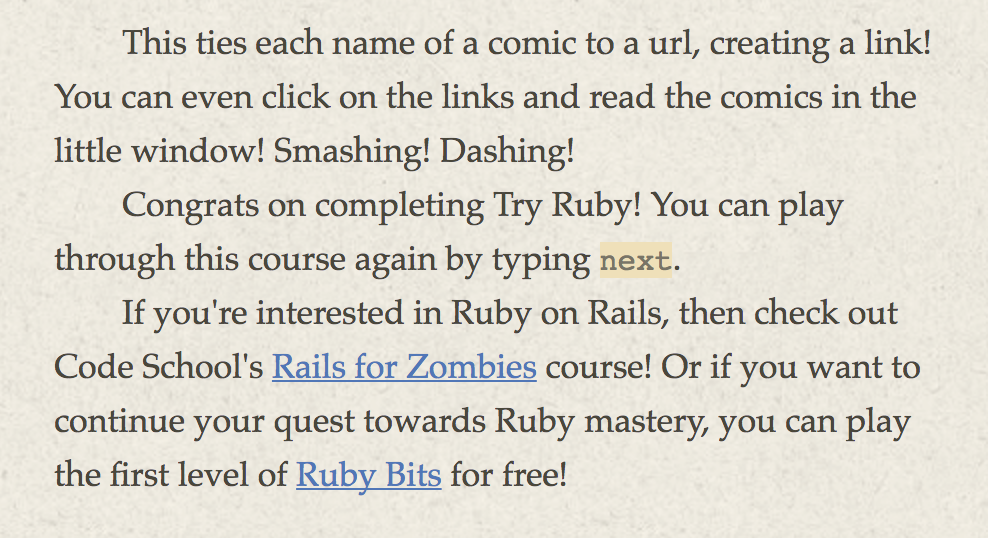 This ties each name of a comic to a url, creating a link!
You can even click on the links and read the comics in the
little window! Smashing! Dashing!
Congrats on completing Try Ruby! You can play
through this course again by typing next.
If you're interested in Ruby on Rails, then check out
Code School's Rails for Zombies course! Or if you want to
continue your quest towards Ruby mastery, you can play
the first level of Ruby Bits for free!